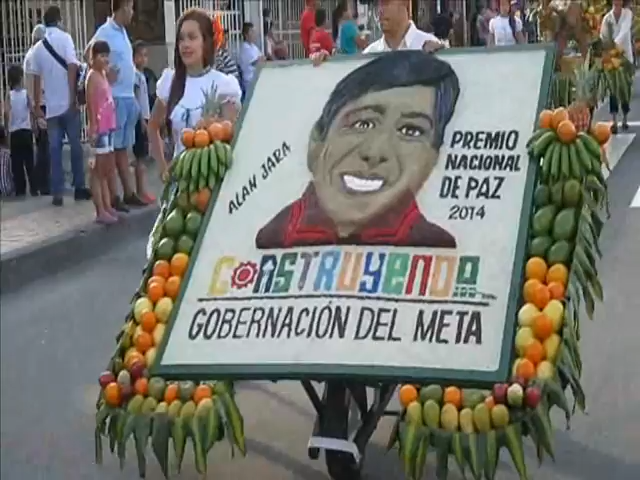 ALAN JARA
PREMIO
NACIONAL
DE PAZ
2014
CONSTRUYENDO
GOBERNACIÓN DEL META